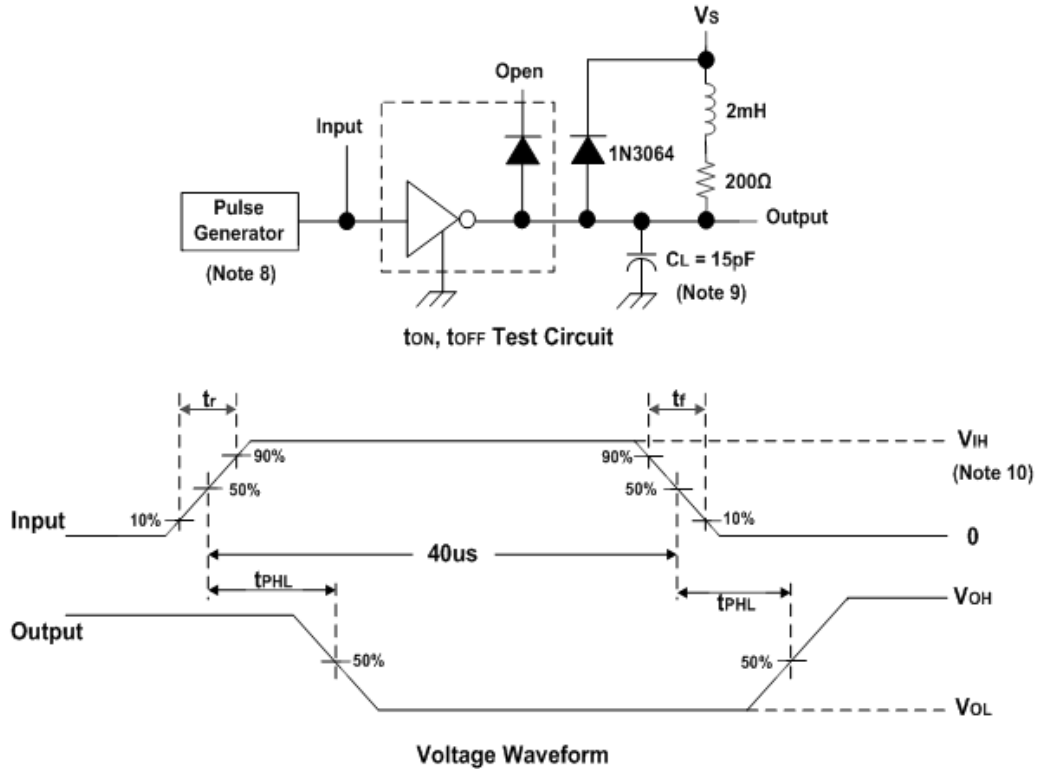 Vs
Open
2mH
Input
1N3064
200Ω
Pulse
Generator
Output
(Note 8)
CL = 15pF
(Note 9)
tON, tOFF Test Circuit
tr
tf
VIH
90%
90%
(Note 10)
50%
50%
Input
10%
10%
0
40us
tPHL
tPHL
VOH
Output
50%
50%
VOL
Voltage Waveform